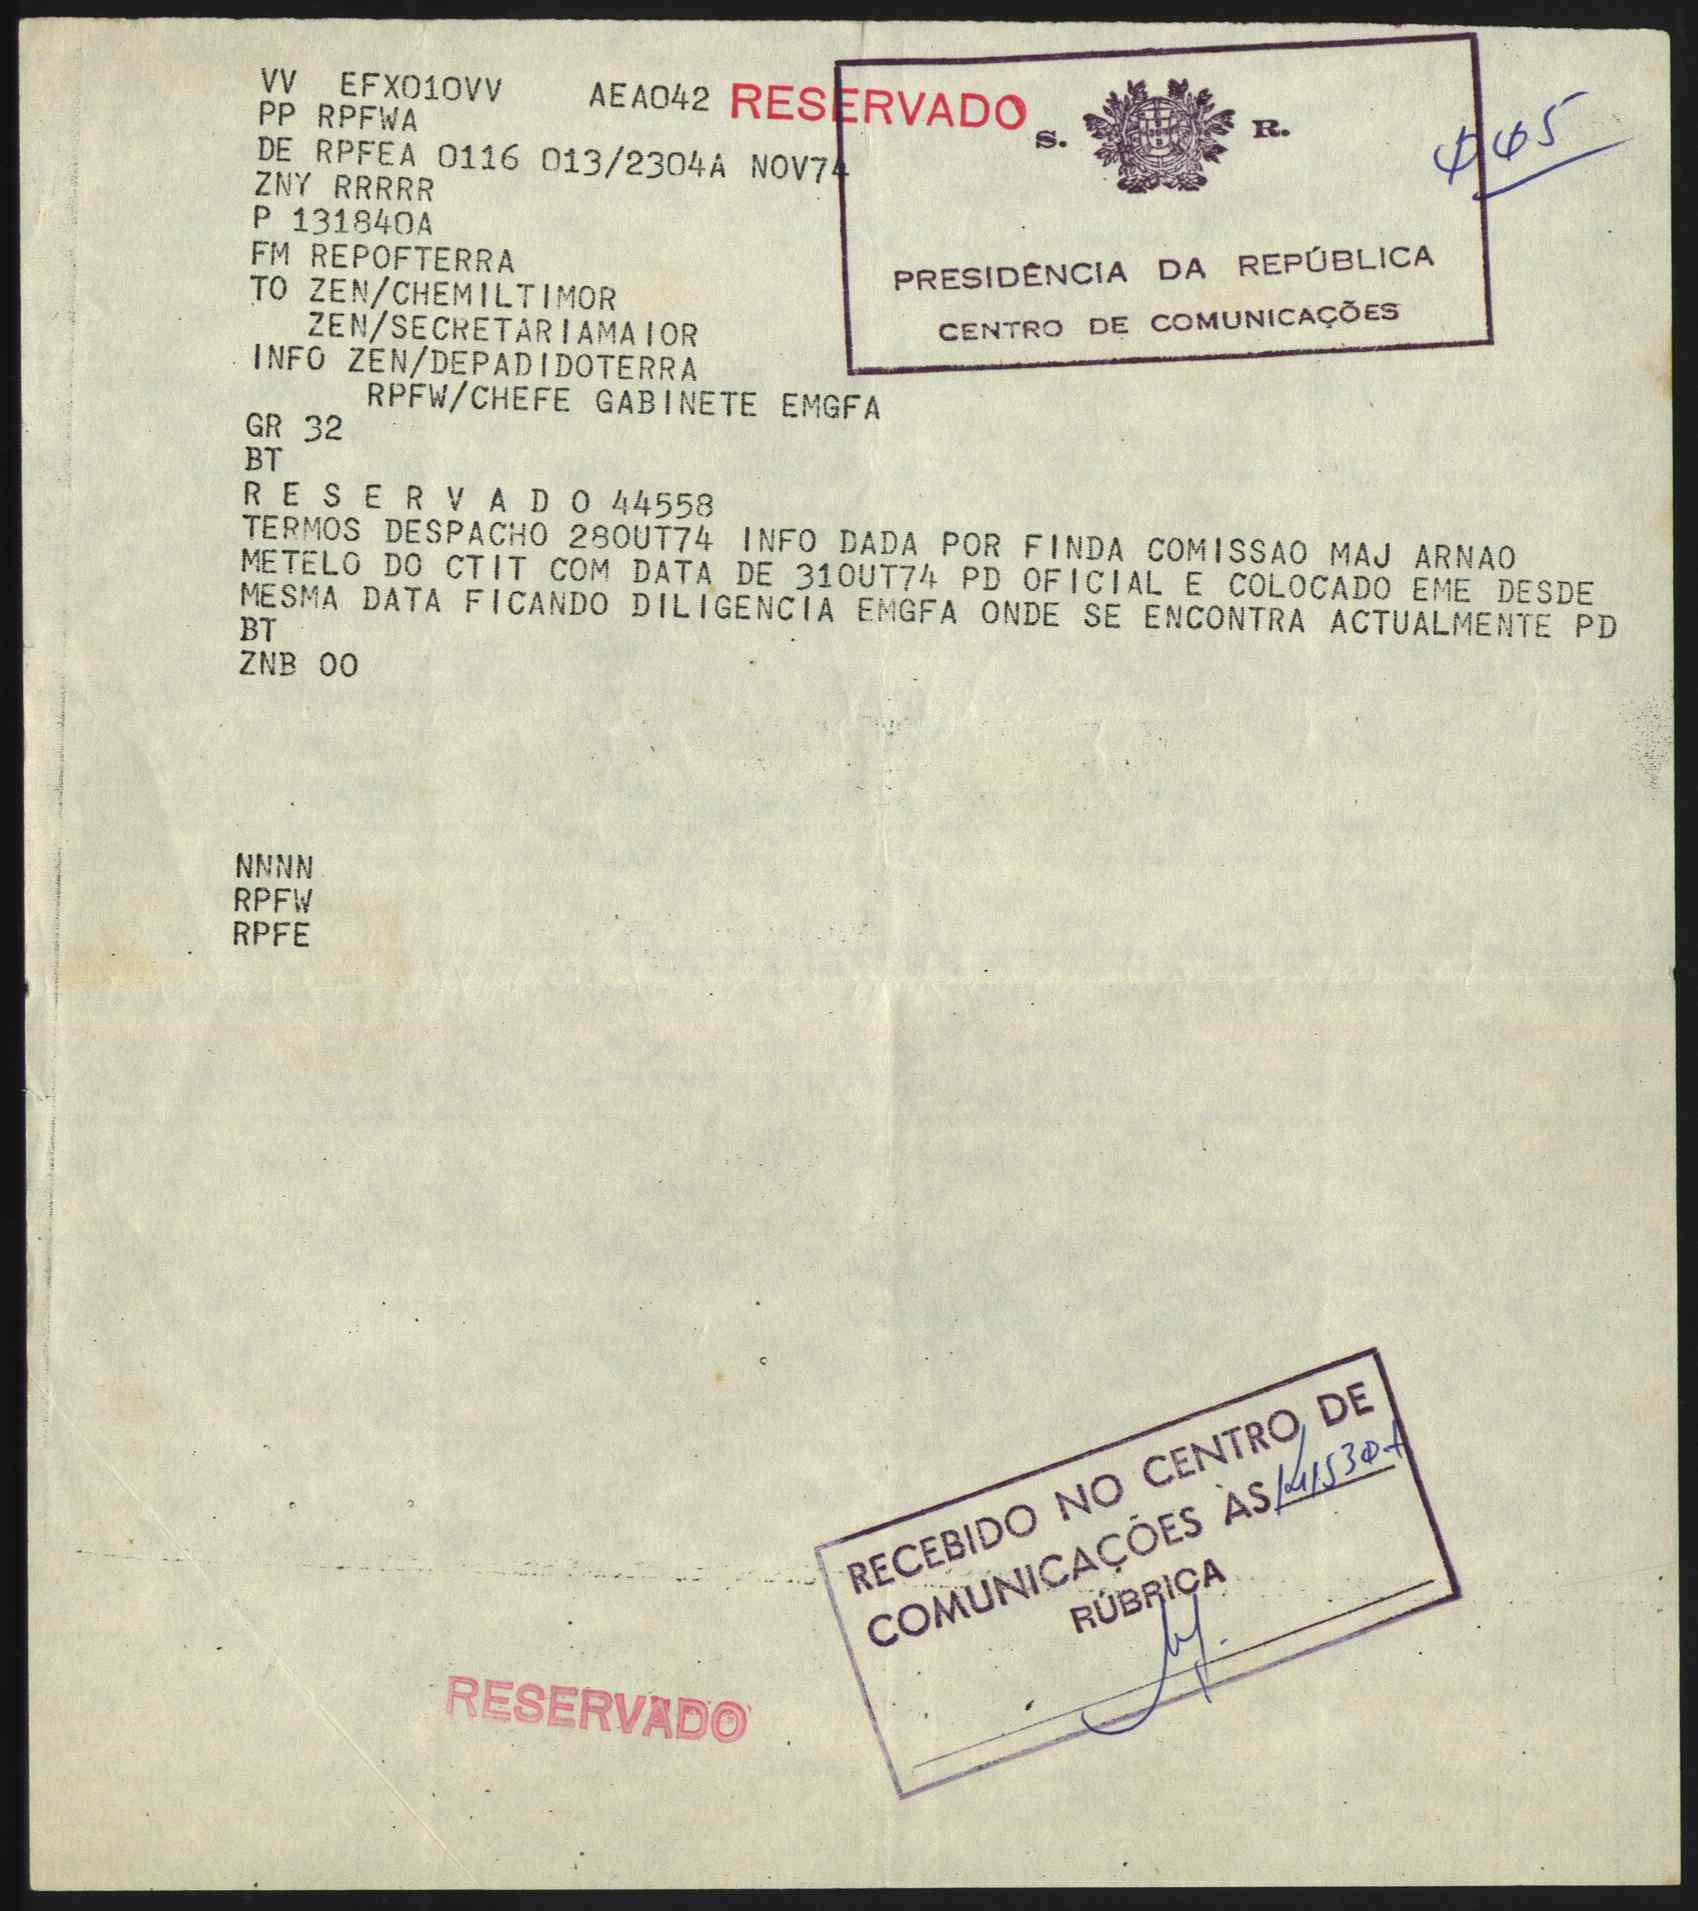 VV EFX010VV AEA042 RESERVADO
PP RPFWA
DE RPFEA 0116 013/2304A NOV74
ZNY RRRRR
P 131840A
FM REPOFTERRA
TO ZEN/CHEMILTIMOR
ZEN/SECRETARIAMAIOR
INFO ZEN/DEPADIDOTERRA
RPFW/CHEFE GABINETE EMGFA
GR 32
BT
R E S E R V A D O 44558
TERMOS DESPACHO 28OUT74 INFO DADA POR FINDA COMISSAO MAJ ARNAO
METELO DO CTIT COM DATA DE 31OUT74 PD OFICIAL E COLOCADO EME DESDE
MESMA DATA FICANDO DILIGENCIA EMGFA ONDE SE ENCONTRA ACTUALMENTE PD
BT
ZNB 00
NNNN
RPFW
RPFE
S. R.
PRESIDÊNCIA DA REPÚBLICA
CENTRO DE COMUNICAÇÕES
RECEBIDO NO CENTRO DE
COMUNICAÇÕES ÀS
RÚBRICA
RESERVADO